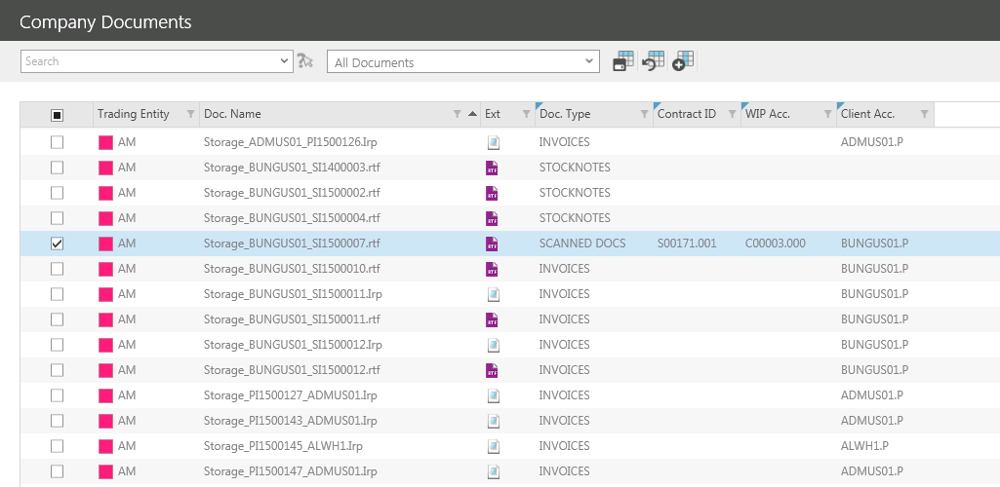 Company Documents
Search All Documents
Trading Entity Doc. Name Ext Doc. Type Contract ID WIP Acc. Client Acc.
AM Storage_ADMUS01_PI1500126.lrp INVOICES ADMUS01.P
AM Storage_BUNGUS01_SI1400003.rtf RTF STOCKNOTES
AM Storage_BUNGUS01_SI1500002.rtf RTF STOCKNOTES
AM Storage_BUNGUS01_SI1500004.rtf RTF STOCKNOTES
AM Storage_BUNGUS01_SI1500007.rtf RTF SCANNED DOCS S00171.001 C00003.000 BUNGUS01.P
AM Storage_BUNGUS01_SI1500010.rtf RTF INVOICES BUNGUS01.P
AM Storage_BUNGUS01_SI1500011.lrp INVOICES BUNGUS01.P
AM Storage_BUNGUS01_SI1500011.rtf RTF INVOICES BUNGUS01.P
AM Storage_BUNGUS01_SI1500012.lrp INVOICES BUNGUS01.P
AM Storage_BUNGUS01_SI1500012.rtf RTF INVOICES BUNGUS01.P
AM Storage_PI1500127_ADMUS01.lrp INVOICES ADMUS01.P
AM Storage_PI1500143_ADMUS01.lrp INVOICES ADMUS01.P
AM Storage_PI1500145_ALWH1.lrp INVOICES ALWH1.P
AM Storage_PI1500147_ADMUS01.lrp INVOICES ADMUS01.P